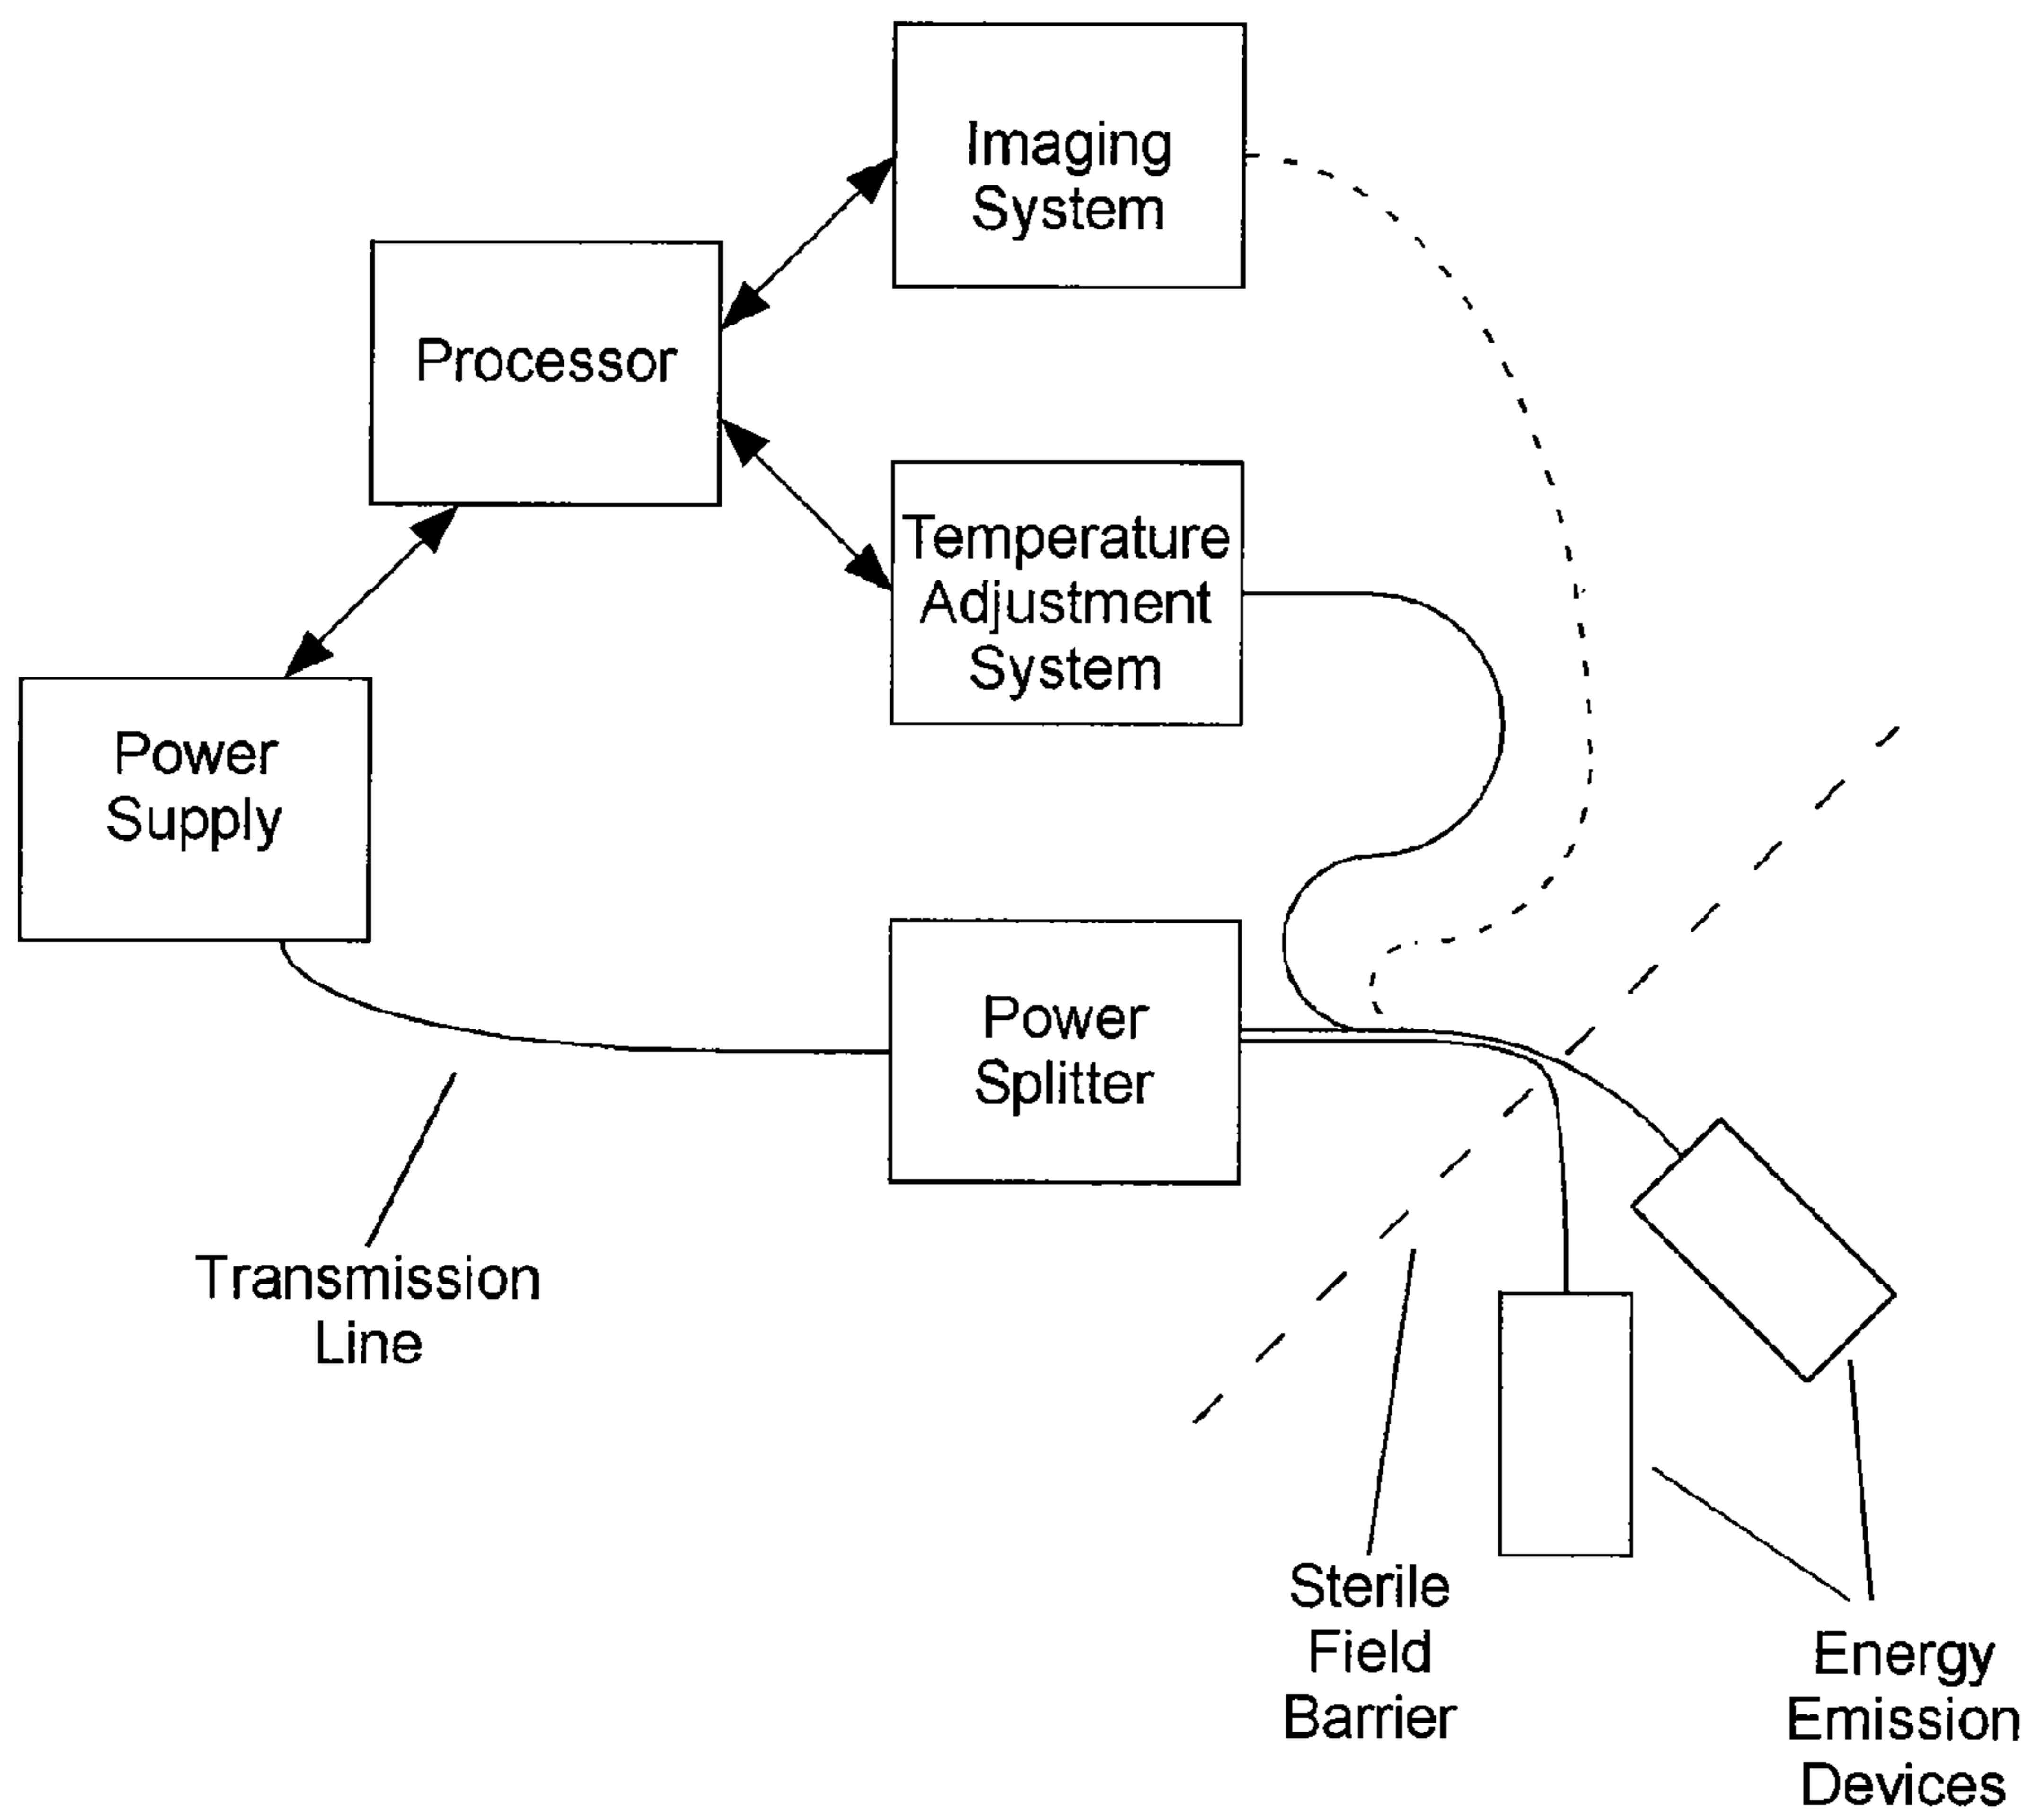 Imaging
System
Processor
Temperature
Adjustment
System
Power
Supply
Power
Splitter
Transmission
Line
Sterile
Field
Barrier
Energy
Emission
Devices